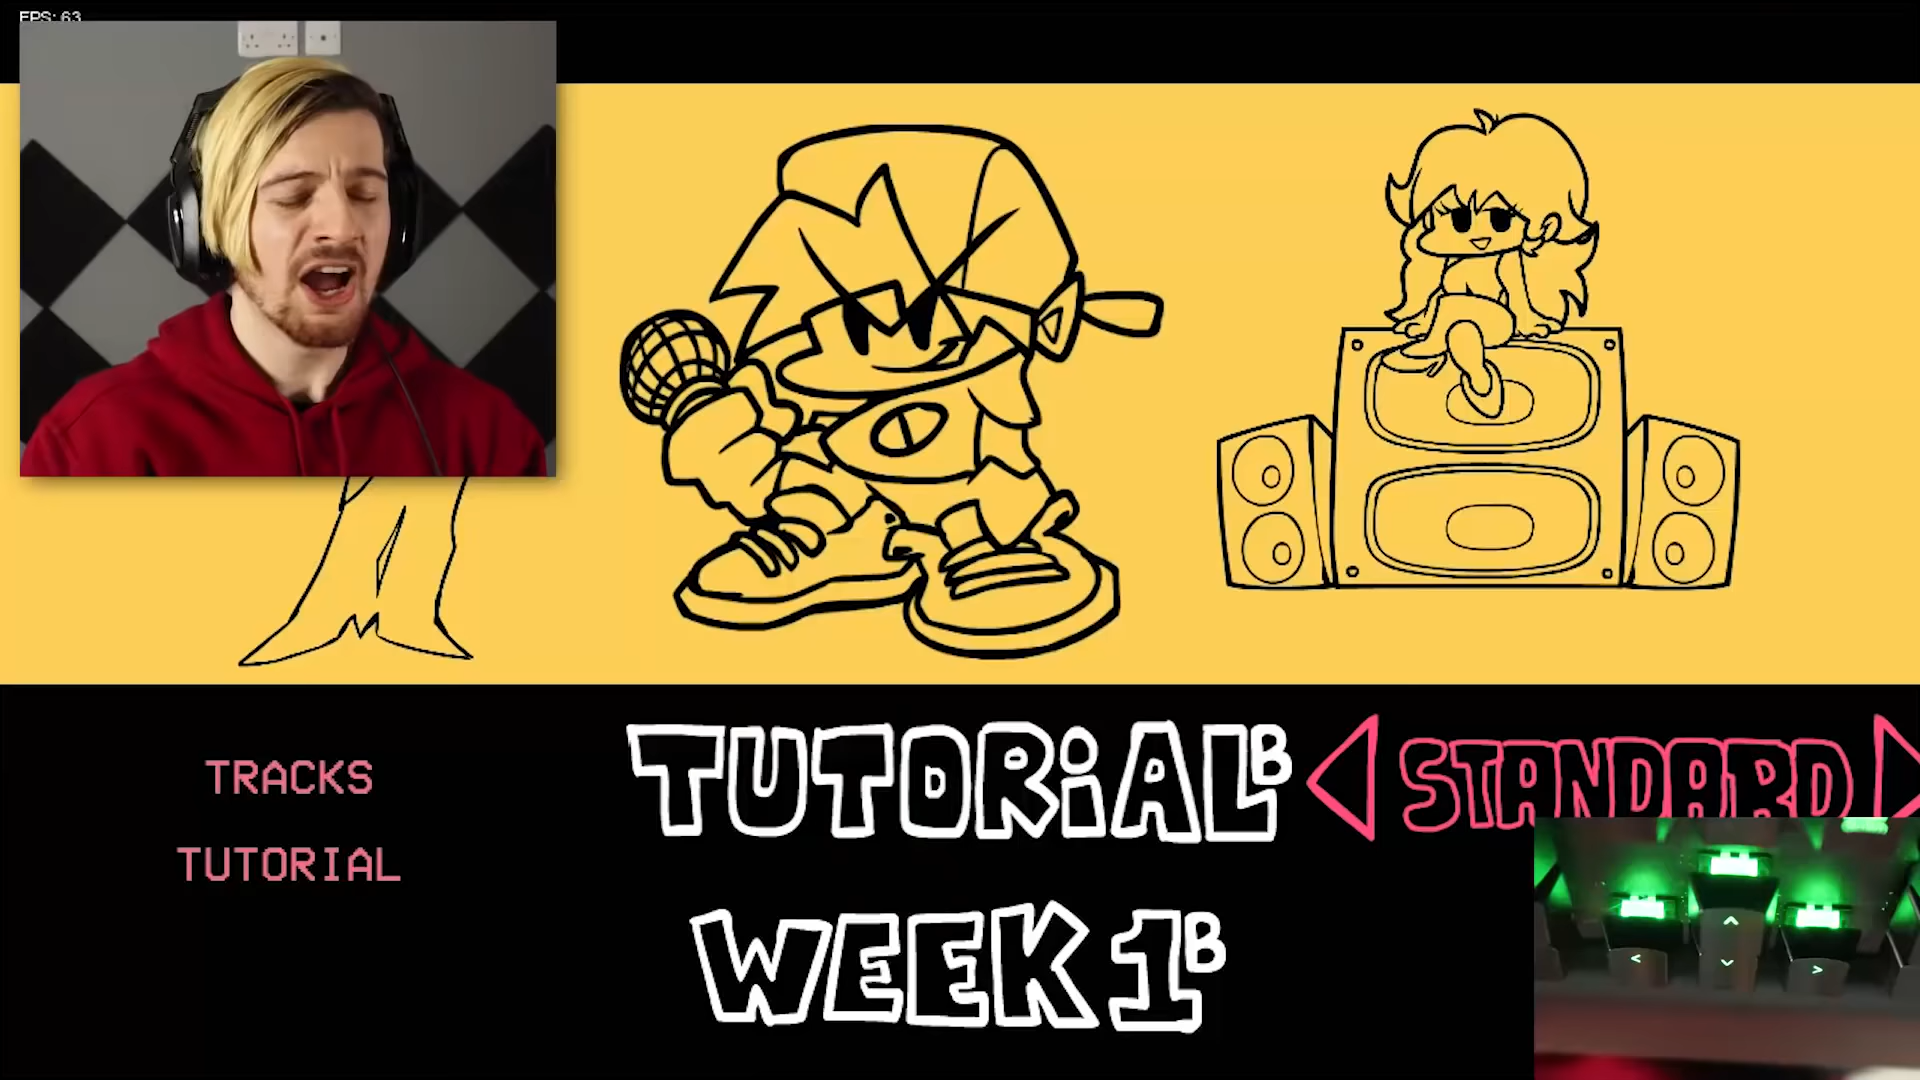 FPS: 63
TRACKS
TUTORIAL
TUTORiAL B
STANDARD
WEEK 1 B